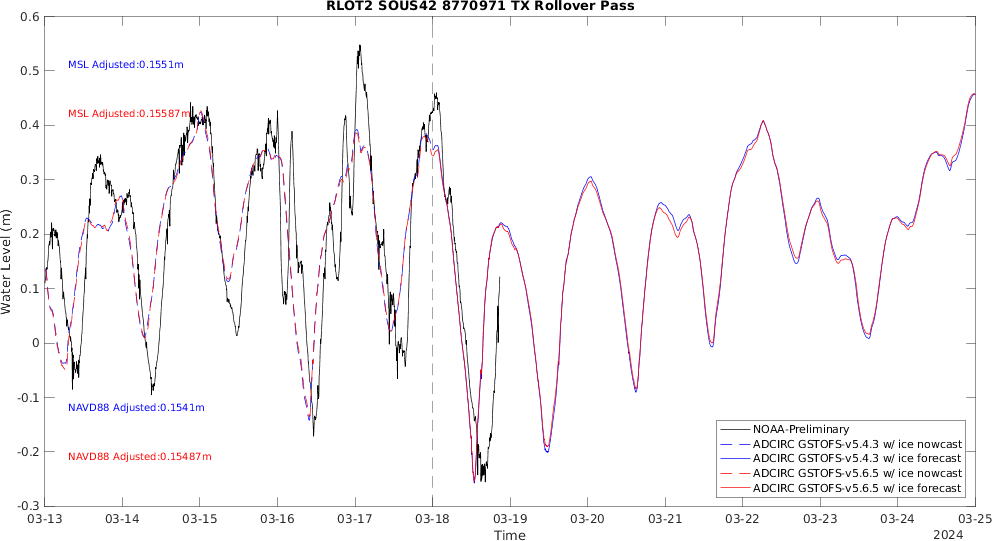 RLOT2 SOUS42 8770971 TX Rollover Pass
0.6
0.5
0.4
0.3
0.2
0.1
0
-0.1
-0.2
-0.3
Water Level (m)
MSL Adjusted:0.1551m
MSL Adjusted:0.15587m
NAVD88 Adjusted:0.1541m
NAVD88 Adjusted:0.15487m
NOAA-Preliminary
ADCIRC GSTOFS-v5.4.3 w/ ice nowcast
ADCIRC GSTOFS-v5.4.3 w/ ice forecast
ADCIRC GSTOFS-v5.6.5 w/ ice nowcast
ADCIRC GSTOFS-v5.6.5 w/ ice forecast
03-13 03-14 03-15 03-16 03-17 03-18 03-19 03-20 03-21 03-22 03-23 03-24 03-25
Time
2024